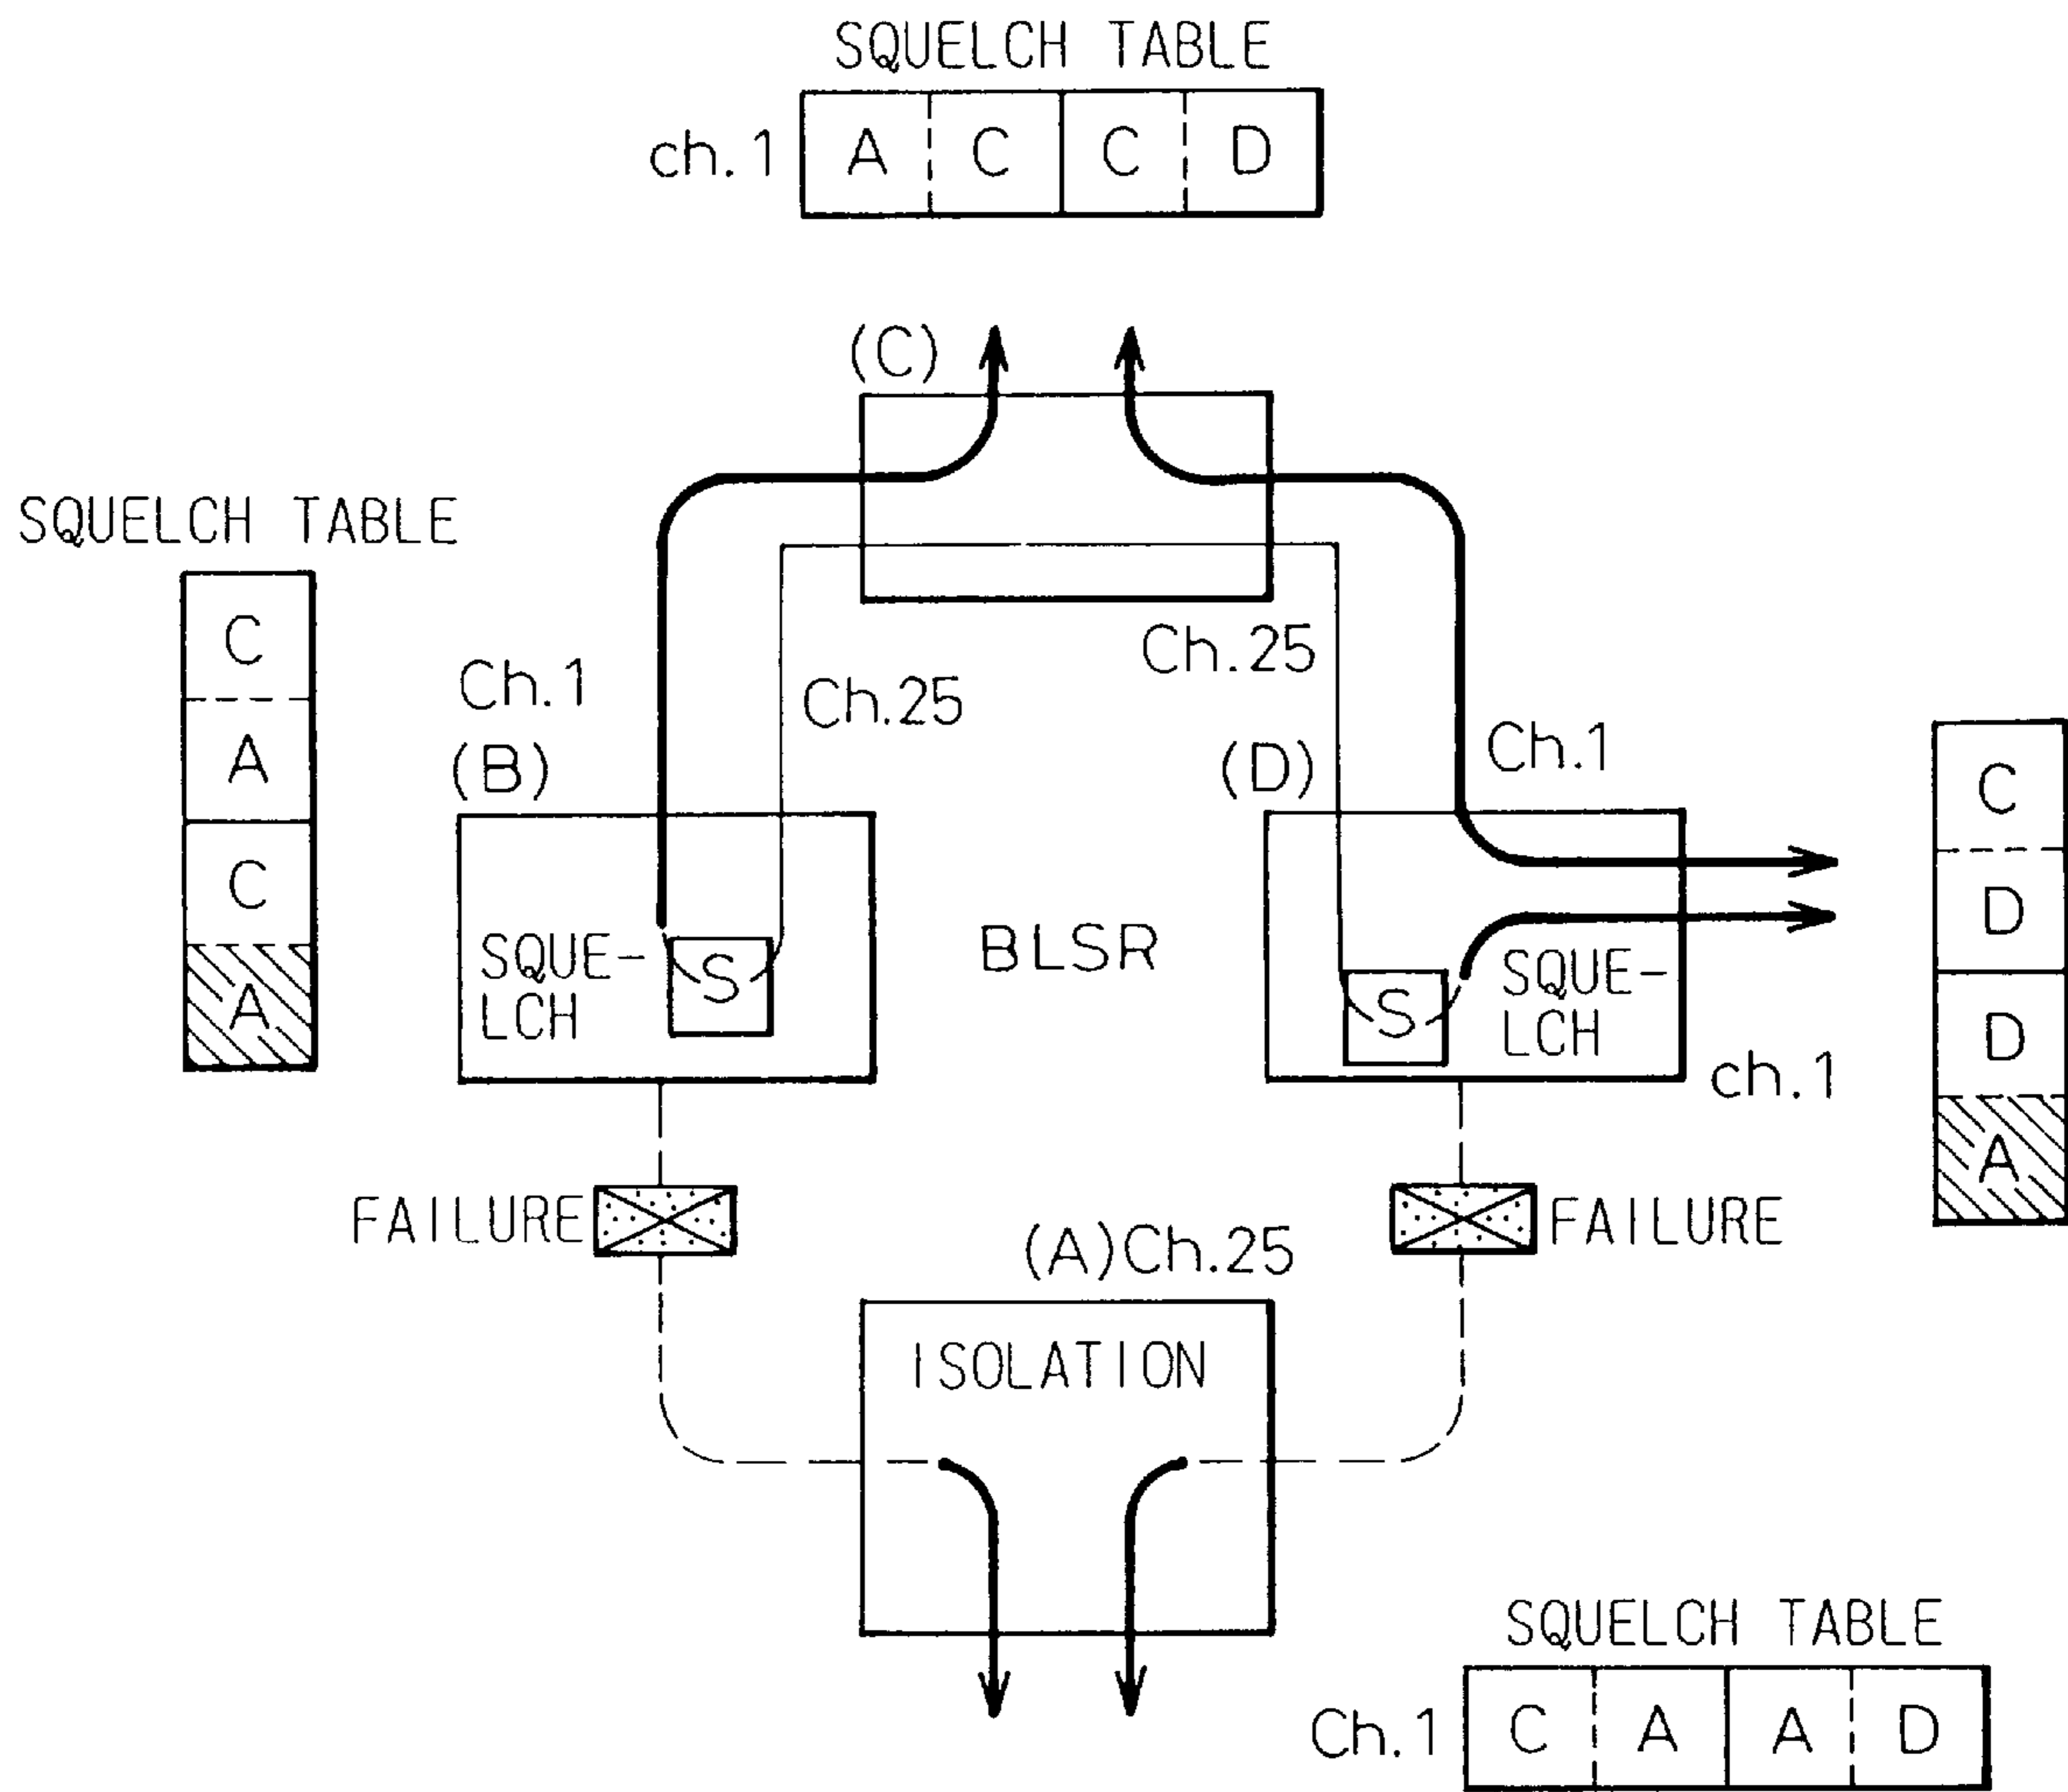 SQUELCH TABLE
ch.1 A C C D
(C)
SQUELCH TABLE
C
A
C
A
Ch.1
Ch.25
Ch.25
Ch.1
(B)
(D)
C
D
D
A
SQUE-
LCH
S
BLSR
S
SQUE-
LCH
ch.1
FAILURE
FAILURE
(A)Ch.25
ISOLATION
SQUELCH TABLE
Ch.1 C A A D